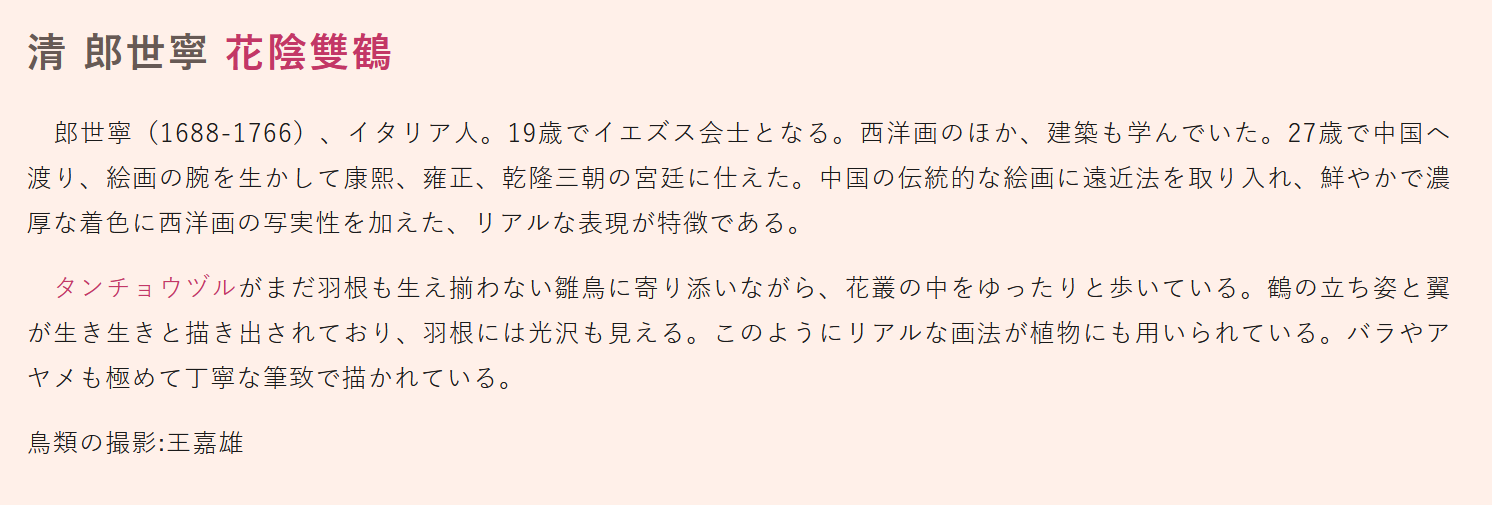 清 郎世寧 花陰雙鶴
郎世寧（1688-1766）、イタリア人。19歳でイエズス会士となる。西洋画のほか、建築も学んでいた。27歳で中国へ
渡り、絵画の腕を生かして康熙、雍正、乾隆三朝の宮廷に仕えた。中国の伝統的な絵画に遠近法を取り入れ、鮮やかで濃
厚な着色に西洋画の写実性を加えた、リアルな表現が特徴である。
タンチョウヅルがまだ羽根も生え揃わない雛鳥に寄り添いながら、花叢の中をゆったりと歩いている。鶴の立ち姿と翼
が生き生きと描き出されており、羽根には光沢も見える。このようにリアルな画法が植物にも用いられている。バラやア
ヤメも極めて丁寧な筆致で描かれている。
鳥類の撮影:王嘉雄